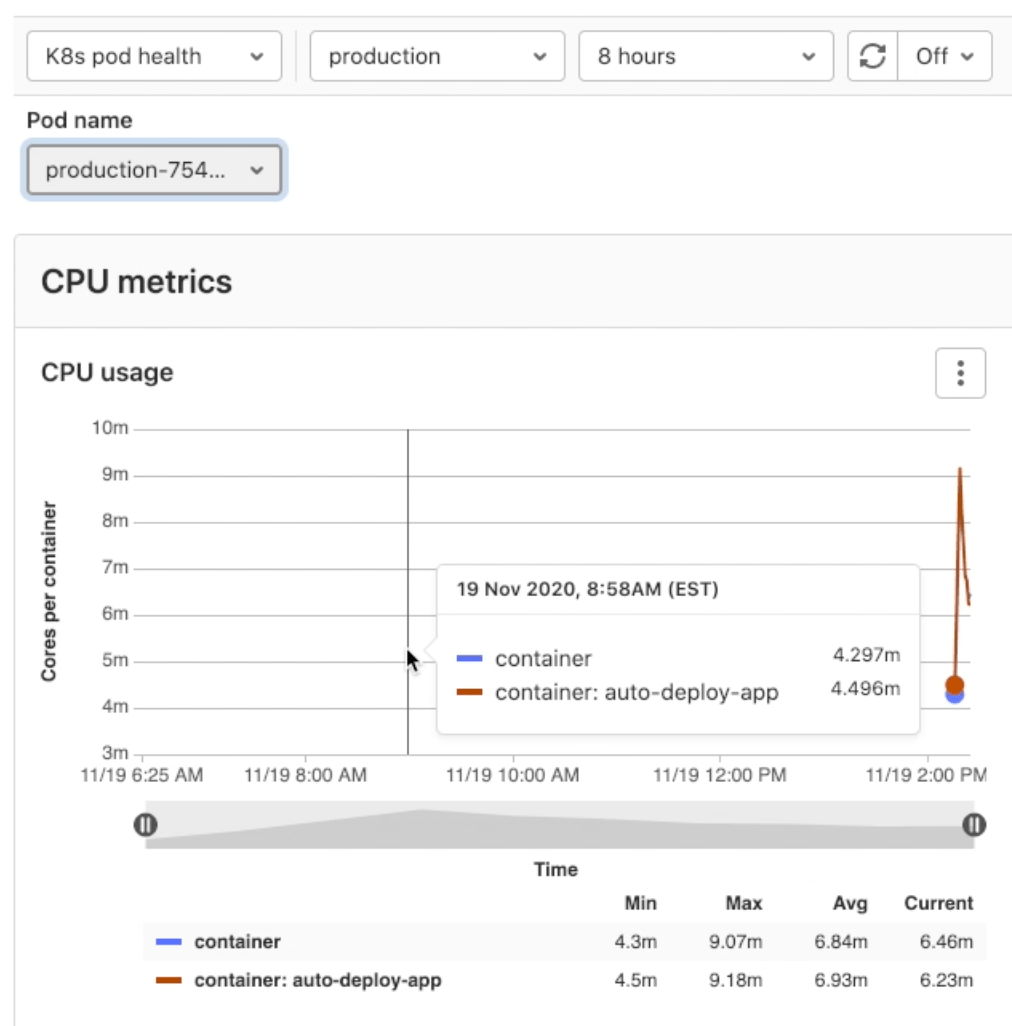 K8s pod health production 8 hours Off
Pod name
production-754...
CPU metrics
CPU usage
Cores per container
10m
9m
8m
7m
6m
5m
4m
3m
19 Nov 2020, 8:58AM (EST)
container 4.297m
container: auto-deploy-app 4.496m
11/19 6:25 AM 11/19 8:00 AM 11/19 10:00 AM 11/19 12:00 PM 11/19 2:00 PM
Time
Min Max Avg Current
container 4.3m 9.07m 6.84m 6.46m
container: auto-deploy-app 4.5m 9.18m 6.93m 6.23m